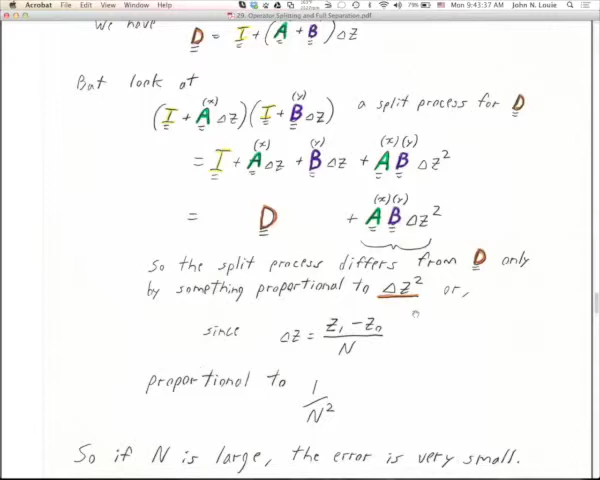 Acrobat File Edit View Window Help 79% M 9:43:37 AM John N. Louie
29. Operator Splitting and Full Separation.pdf
We have
D = I + (A + B) Δz
But look at
(I + A^(x) Δz)(I + B^(y) Δz) a split process for D
= I + A^(x) Δz + B^(y) Δz + A^(x) B^(y) Δz²
= D + A^(x) B^(y) Δz²
So the split process differs from D only
by something proportional to Δz² or,
since Δz = (z₁ - z₀)/N
proportional to 1/N²
So if N is large, the error is very small.